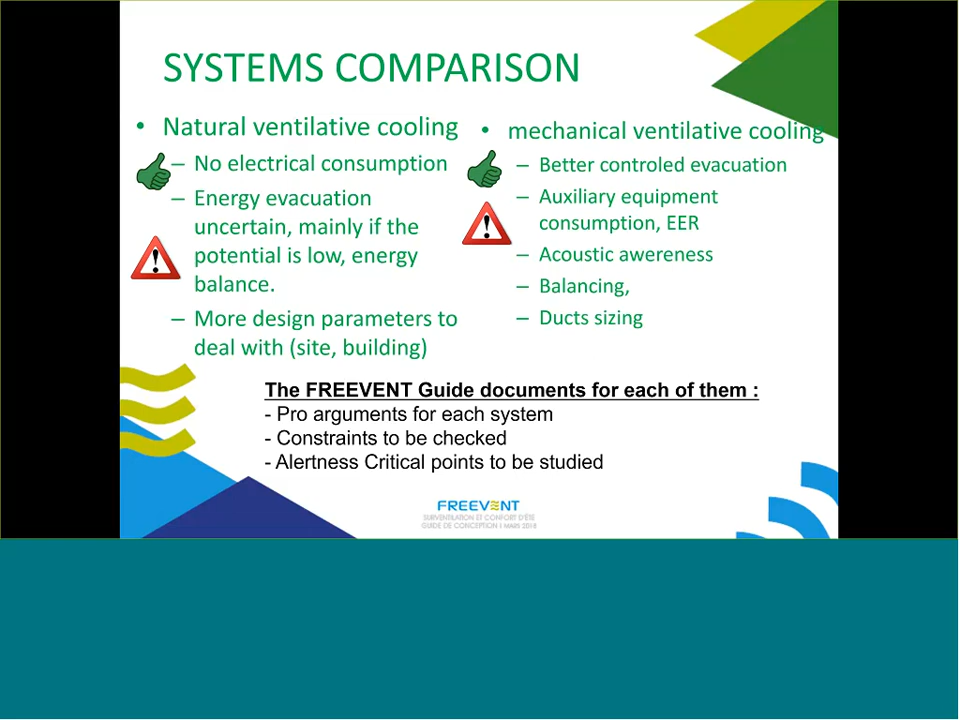 SYSTEMS COMPARISON
• Natural ventilative cooling
– No electrical consumption
– Energy evacuation
uncertain, mainly if the
potential is low, energy
balance.
– More design parameters to
deal with (site, building)
• mechanical ventilative cooling
– Better controled evacuation
– Auxiliary equipment
consumption, EER
– Acoustic awereness
– Balancing,
– Ducts sizing
The FREEVENT Guide documents for each of them :
- Pro arguments for each system
- Constraints to be checked
- Alertness Critical points to be studied
FREEVENT
SURVENTILATION ET CONFORT D'ÉTÉ
GUIDE DE CONCEPTION I MARS 2018